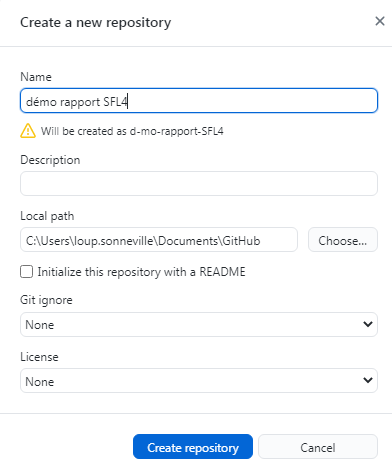 Create a new repository
Name
démo rapport SFL4
Will be created as d-mo-rapport-SFL4
Description
Local path
C:\Users\loup.sonneville\Documents\GitHub
Choose...
Initialize this repository with a README
Git ignore
None
License
None
Create repository
Cancel